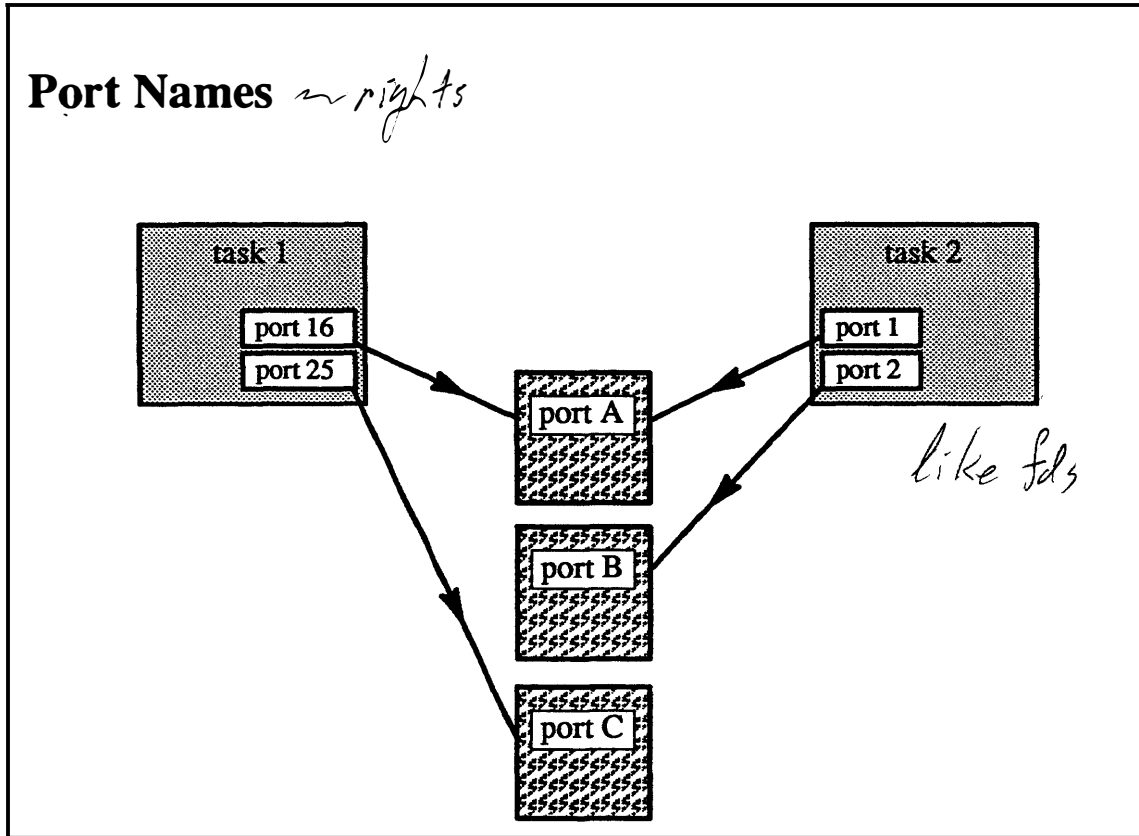 Port Names ~ rights
task 1
task 2
port 16
port 1
port 25
port 2
port A
like fds
port B
port C